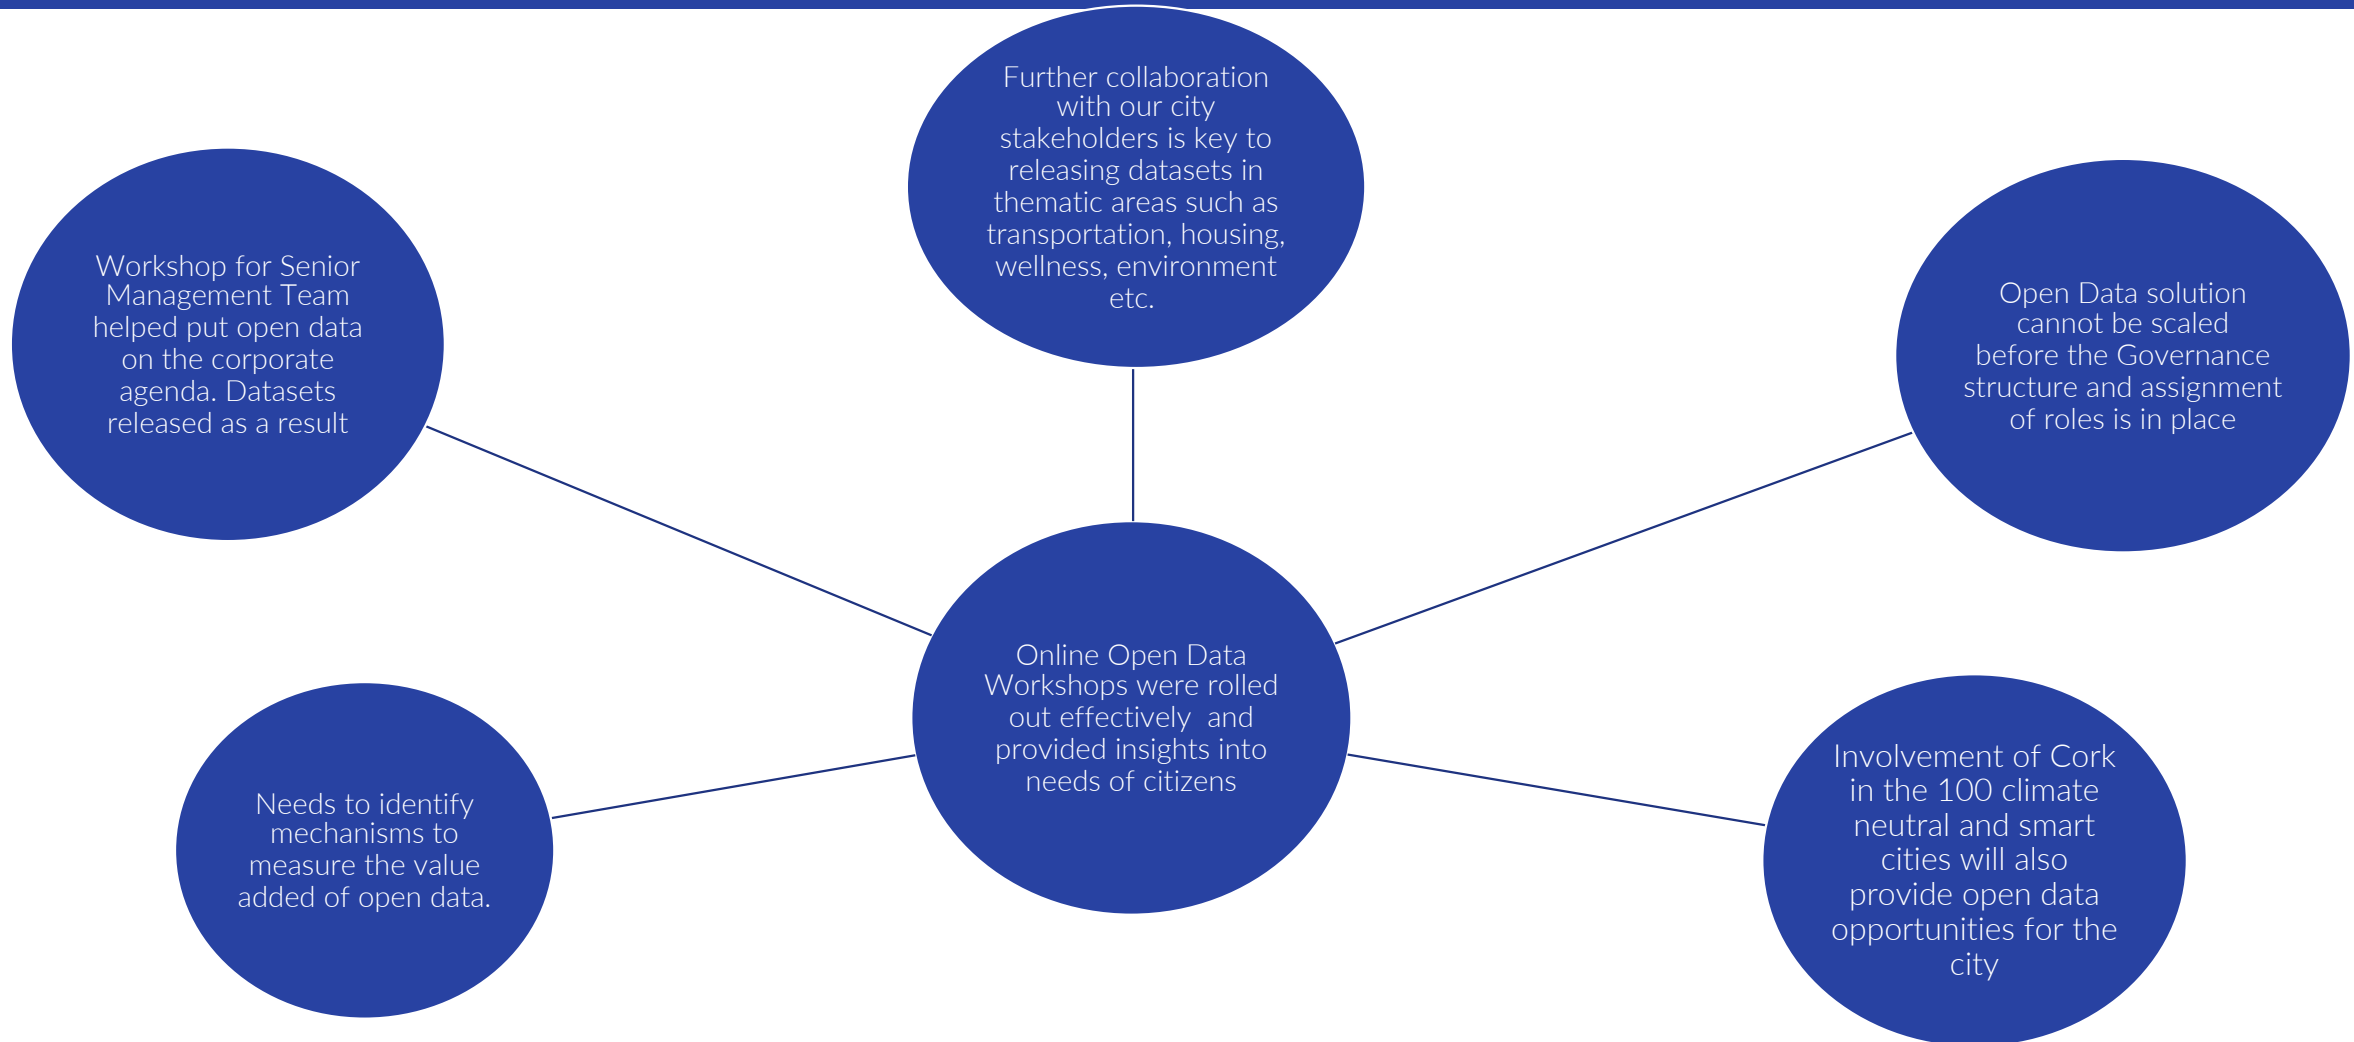 Further collaboration
with our city
stakeholders is key to
releasing datasets in
thematic areas such as
transportation, housing,
wellness, environment
etc.
Workshop for Senior
Management Team
helped put open data
on the corporate
agenda. Datasets
released as a result
Open Data solution
cannot be scaled
before the Governance
structure and assignment
of roles is in place
Online Open Data
Workshops were rolled
out effectively  and
provided insights into
needs of citizens
Needs to identify
mechanisms to
measure the value
added of open data.
Involvement of Cork
in the 100 climate
neutral and smart
cities will also
provide open data
opportunities for the
city